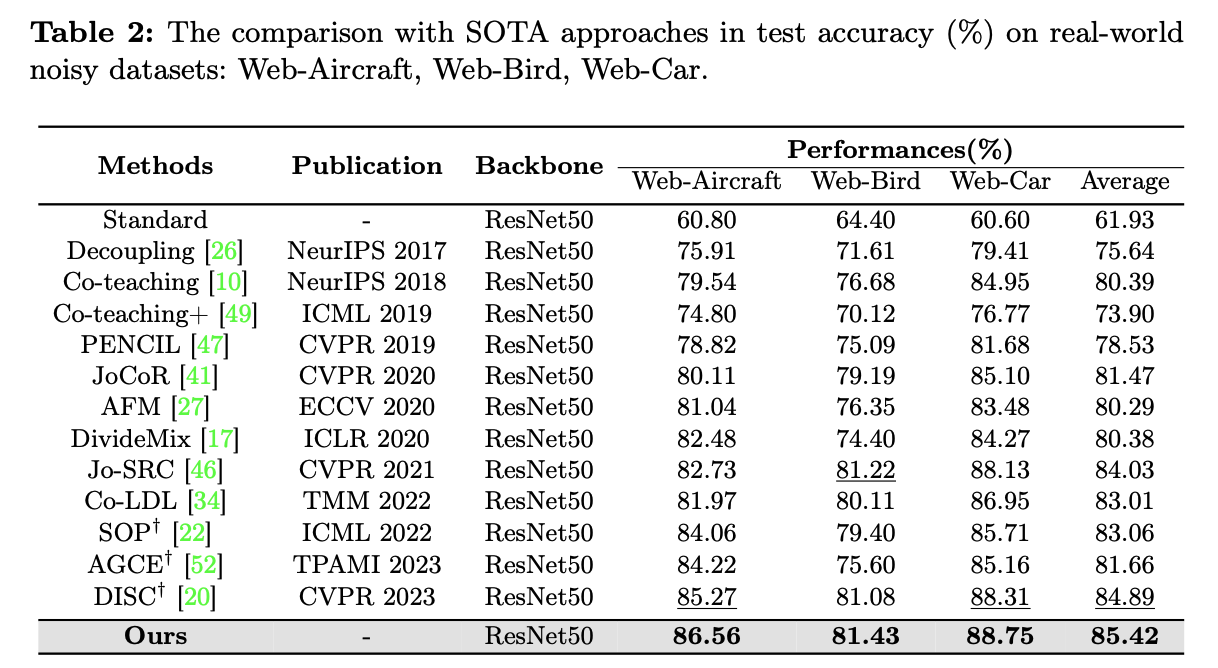 Table 2: The comparison with SOTA approaches in test accuracy (%) on real-world
noisy datasets: Web-Aircraft, Web-Bird, Web-Car.
Methods Publication Backbone Performances(%)
Web-Aircraft Web-Bird Web-Car Average
Standard - ResNet50 60.80 64.40 60.60 61.93
Decoupling [26] NeurIPS 2017 ResNet50 75.91 71.61 79.41 75.64
Co-teaching [10] NeurIPS 2018 ResNet50 79.54 76.68 84.95 80.39
Co-teaching+ [49] ICML 2019 ResNet50 74.80 70.12 76.77 73.90
PENCIL [47] CVPR 2019 ResNet50 78.82 75.09 81.68 78.53
JoCoR [41] CVPR 2020 ResNet50 80.11 79.19 85.10 81.47
AFM [27] ECCV 2020 ResNet50 81.04 76.35 83.48 80.29
DivideMix [17] ICLR 2020 ResNet50 82.48 74.40 84.27 80.38
Jo-SRC [46] CVPR 2021 ResNet50 82.73 81.22 88.13 84.03
Co-LDL [34] TMM 2022 ResNet50 81.97 80.11 86.95 83.01
SOP† [22] ICML 2022 ResNet50 84.06 79.40 85.71 83.06
AGCE† [52] TPAMI 2023 ResNet50 84.22 75.60 85.16 81.66
DISC† [20] CVPR 2023 ResNet50 85.27 81.08 88.31 84.89
Ours - ResNet50 86.56 81.43 88.75 85.42